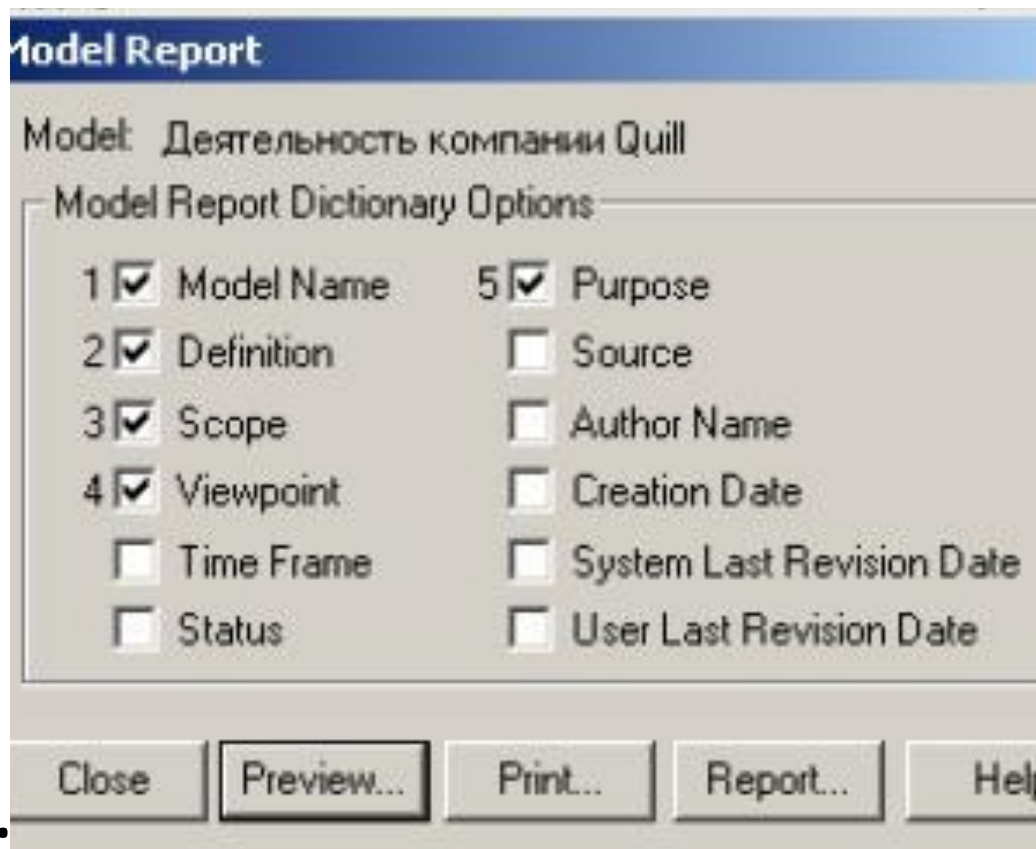 Model Report
Model: Деятельность компании Quill
Model Report Dictionary Options
1 Model Name 5 Purpose
2 Definition Source
3 Scope Author Name
4 Viewpoint Creation Date
Time Frame System Last Revision Date
Status User Last Revision Date
Close Preview... Print... Report... Help